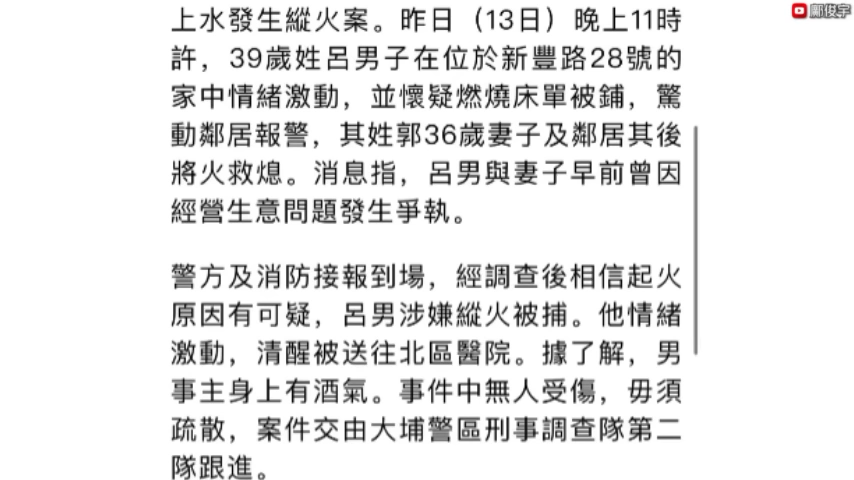 鄺俊宇
上水發生縱火案。昨日（13日）晚上11時
許，39歲姓呂男子在位於新豐路28號的
家中情緒激動，並懷疑燃燒床單被鋪，驚
動鄰居報警，其姓郭36歲妻子及鄰居其後
將火救熄。消息指，呂男與妻子早前曾因
經營生意問題發生爭執。
警方及消防接報到場，經調查後相信起火
原因有可疑，呂男涉嫌縱火被捕。他情緒
激動，清醒被送往北區醫院。據了解，男
事主身上有酒氣。事件中無人受傷，毋須
疏散，案件交由大埔警區刑事調查隊第二
隊跟進。